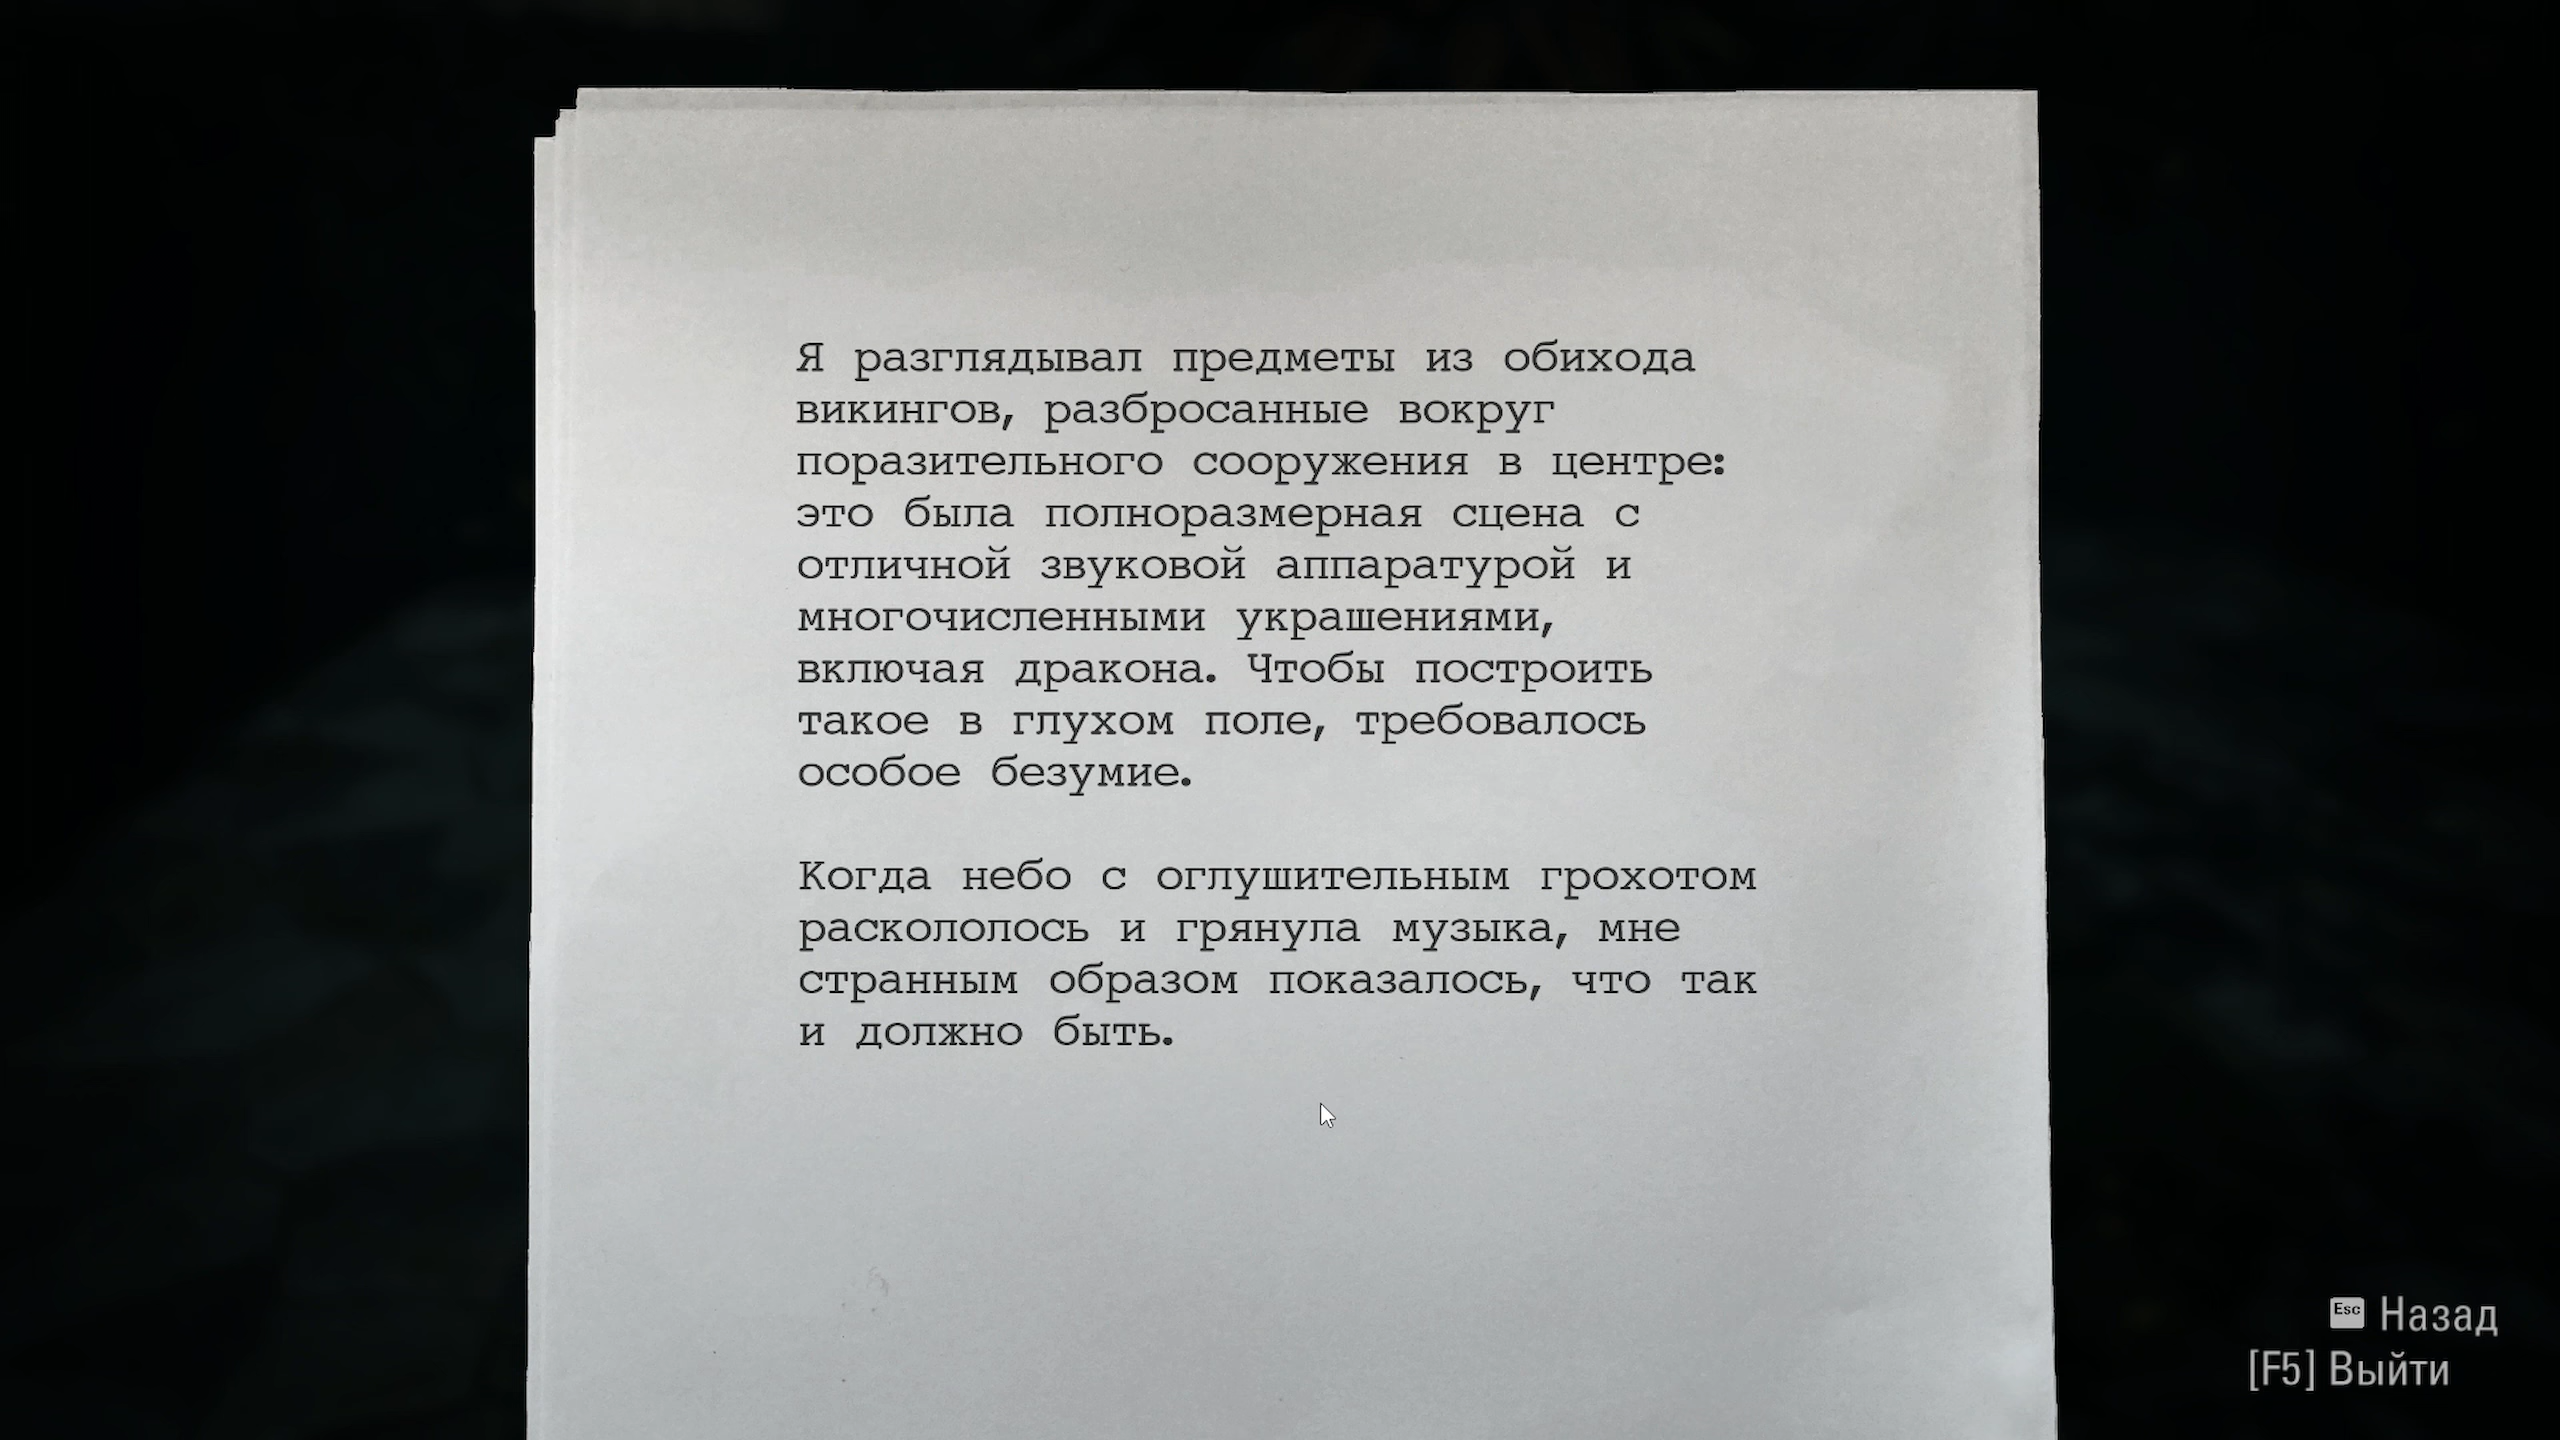 Я разглядывал предметы из обихода
викингов, разбросанные вокруг
поразительного сооружения в центре:
это была полноразмерная сцена с
отличной звуковой аппаратурой и
многочисленными украшениями,
включая дракона. Чтобы построить
такое в глухом поле, требовалось
особое безумие.
Когда небо с оглушительным грохотом
раскололось и грянула музыка, мне
странным образом показалось, что так
и должно быть.
Esc Назад
[F5] Выйти